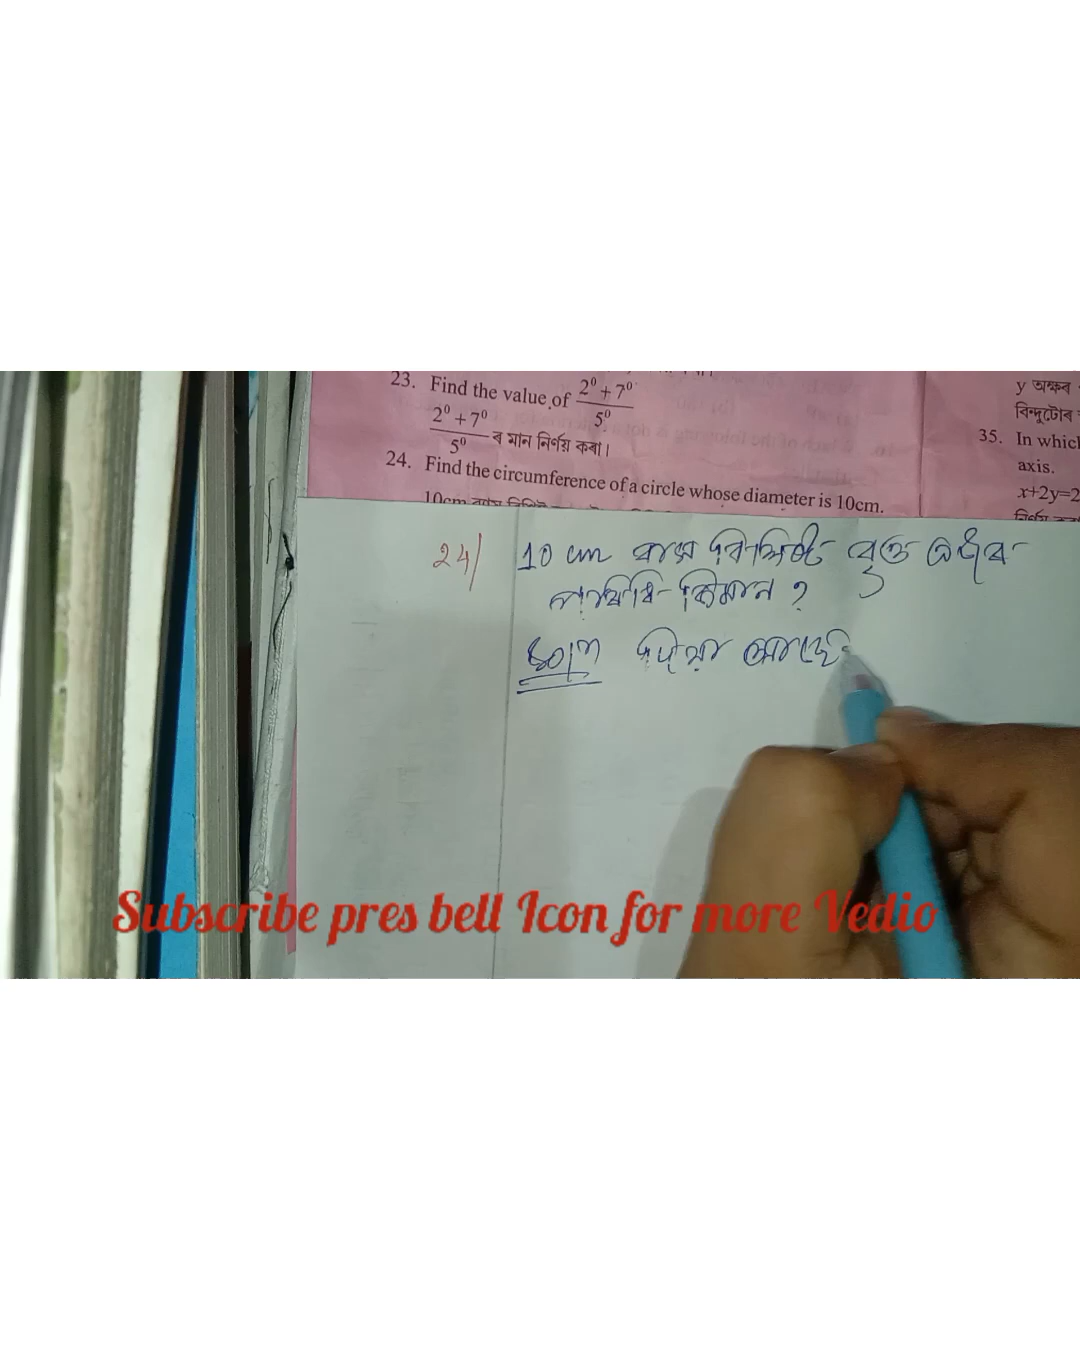 23. Find the value of 2⁰ + 7⁰ / 5⁰
2⁰ + 7⁰ / 5⁰ ৰ মান নিৰ্ণয় কৰা।
24. Find the circumference of a circle whose diameter is 10cm.
10cm
y অক্ষৰ
বিন্দুটোৰ
35. In which
axis.
x+2y=2
24) 10 cm ব্যাস বিশিষ্ট বৃত্ত এটাৰ
পৰিধি কিমান ?
দিয়া আছে
Subscribe pres bell Icon for more Vedio